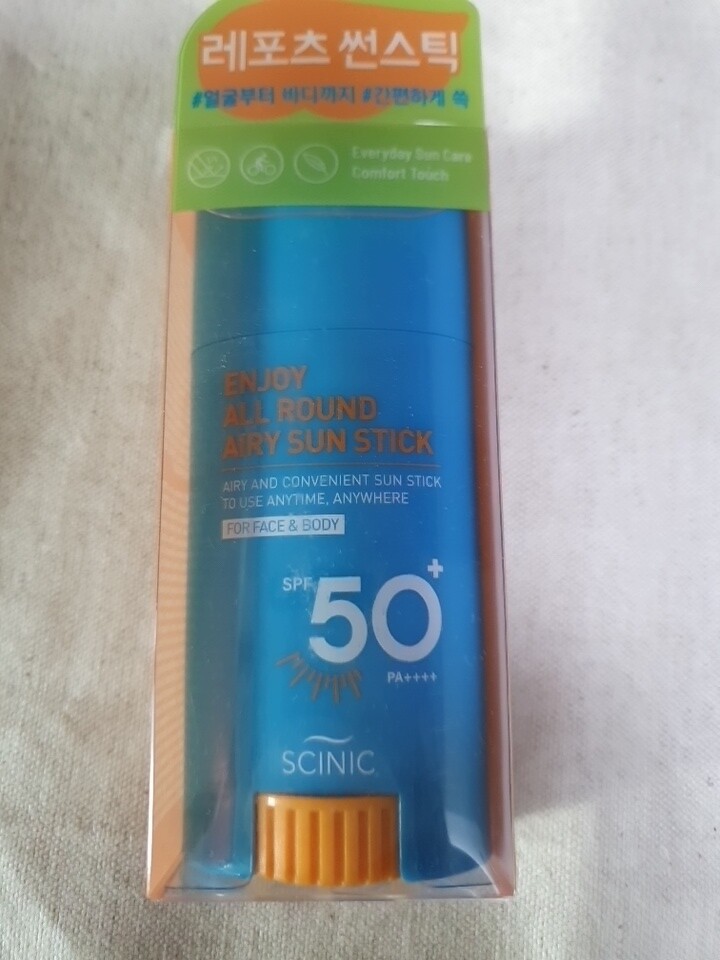 레포츠 썬스틱
#얼굴부터 바디까지 #간편하게 쓱
Everyday Sun Care
Comfort Touch
ENJOY
ALL ROUND
AIRY SUN STICK
AIRY AND CONVENIENT SUN STICK
TO USE ANYTIME, ANYWHERE
FOR FACE & BODY
SPF 50+
PA++++
SCINIC